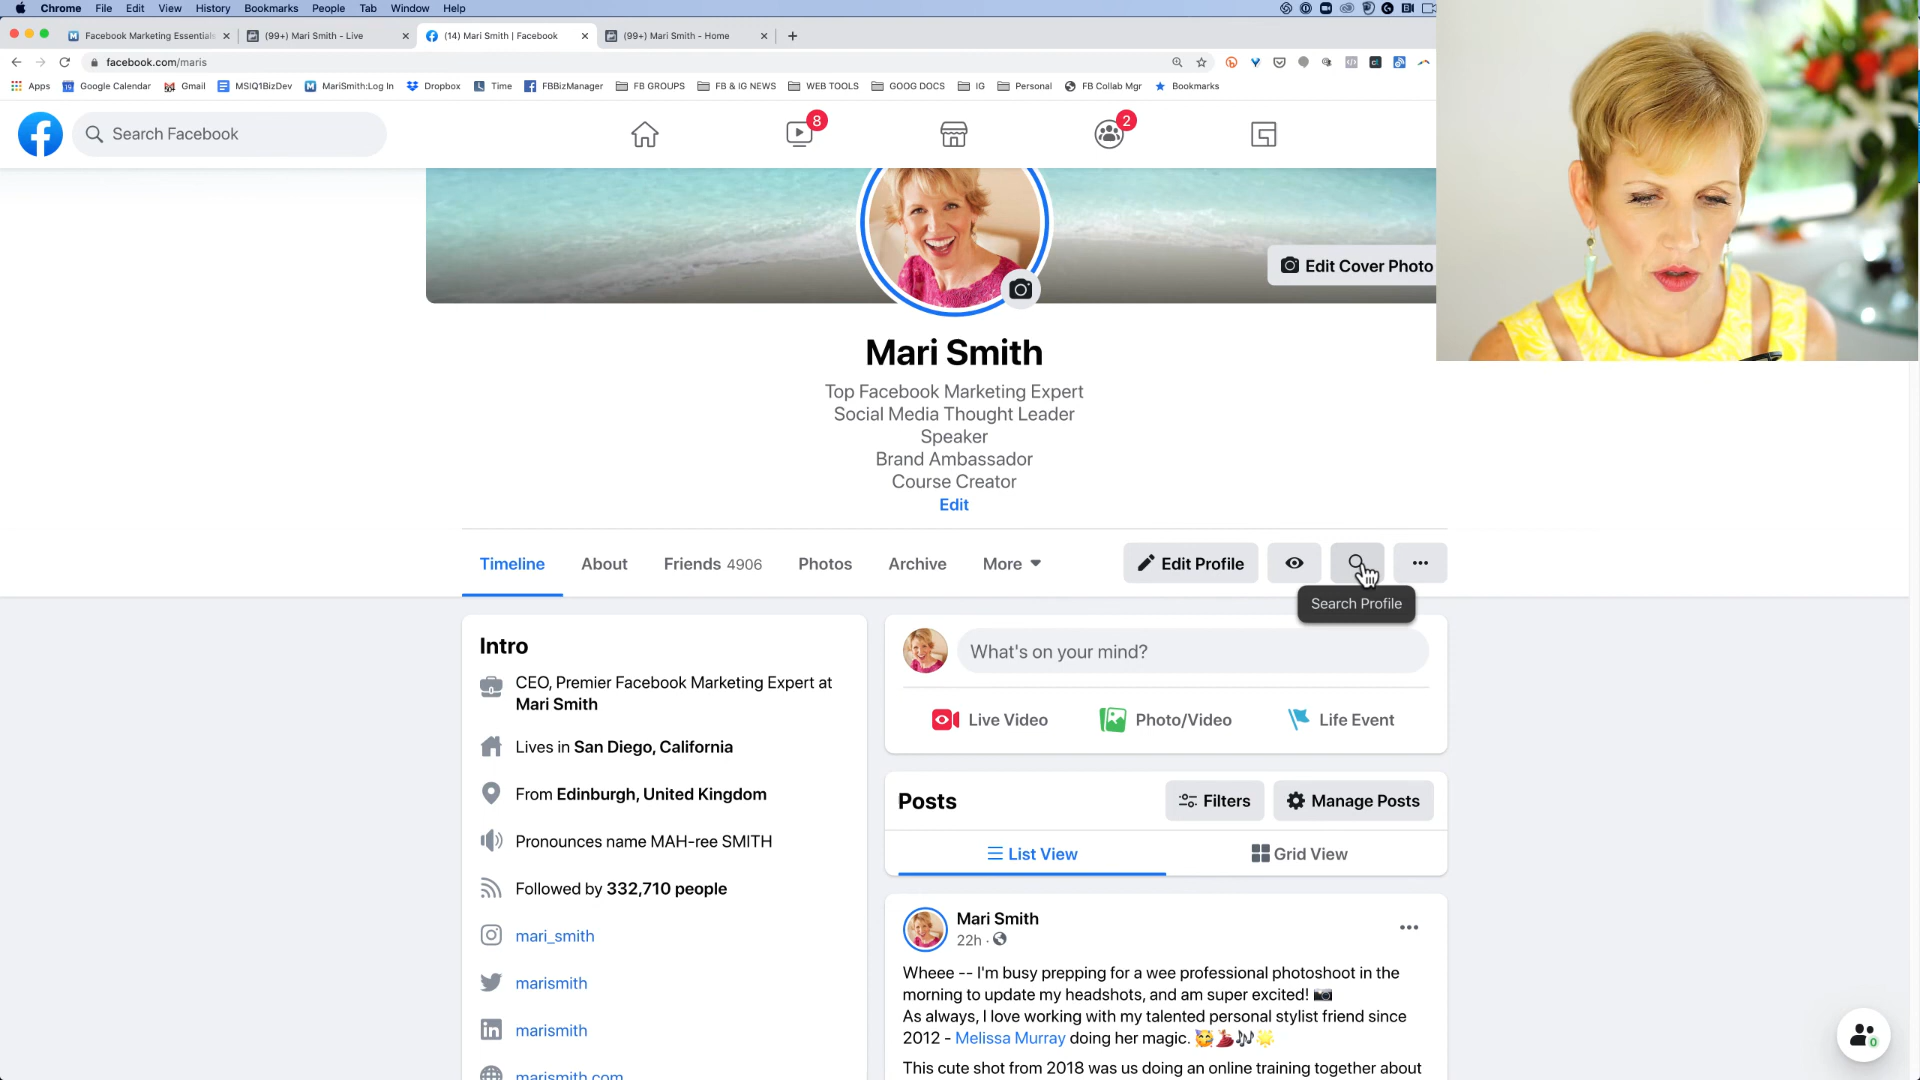 Chrome File Edit View History Bookmarks People Tab Window Help
Facebook Marketing Essentials
(99+) Mari Smith - Live
(14) Mari Smith | Facebook
(99+) Mari Smith - Home
facebook.com/maris
Apps Google Calendar Gmail MSIQ1BizDev MariSmith:Log In Dropbox Time FBBizManager FB GROUPS FB & IG NEWS WEB TOOLS GOOG DOCS IG Personal FB Collab Mgr Bookmarks
Search Facebook
8
2
Edit Cover Photo
Mari Smith
Top Facebook Marketing Expert
Social Media Thought Leader
Speaker
Brand Ambassador
Course Creator
Edit
Timeline About Friends 4906 Photos Archive More
Edit Profile
Search Profile
Intro
CEO, Premier Facebook Marketing Expert at
Mari Smith
Lives in San Diego, California
From Edinburgh, United Kingdom
Pronounces name MAH-ree SMITH
Followed by 332,710 people
mari_smith
marismith
marismith
marismith.com
What's on your mind?
Live Video Photo/Video Life Event
Posts
Filters Manage Posts
List View Grid View
Mari Smith
22h ·
Wheee -- I'm busy prepping for a wee professional photoshoot in the
morning to update my headshots, and am super excited! 📷
As always, I love working with my talented personal stylist friend since
2012 - Melissa Murray doing her magic. 🥳💃🎶🌟
This cute shot from 2018 was us doing an online training together about
0